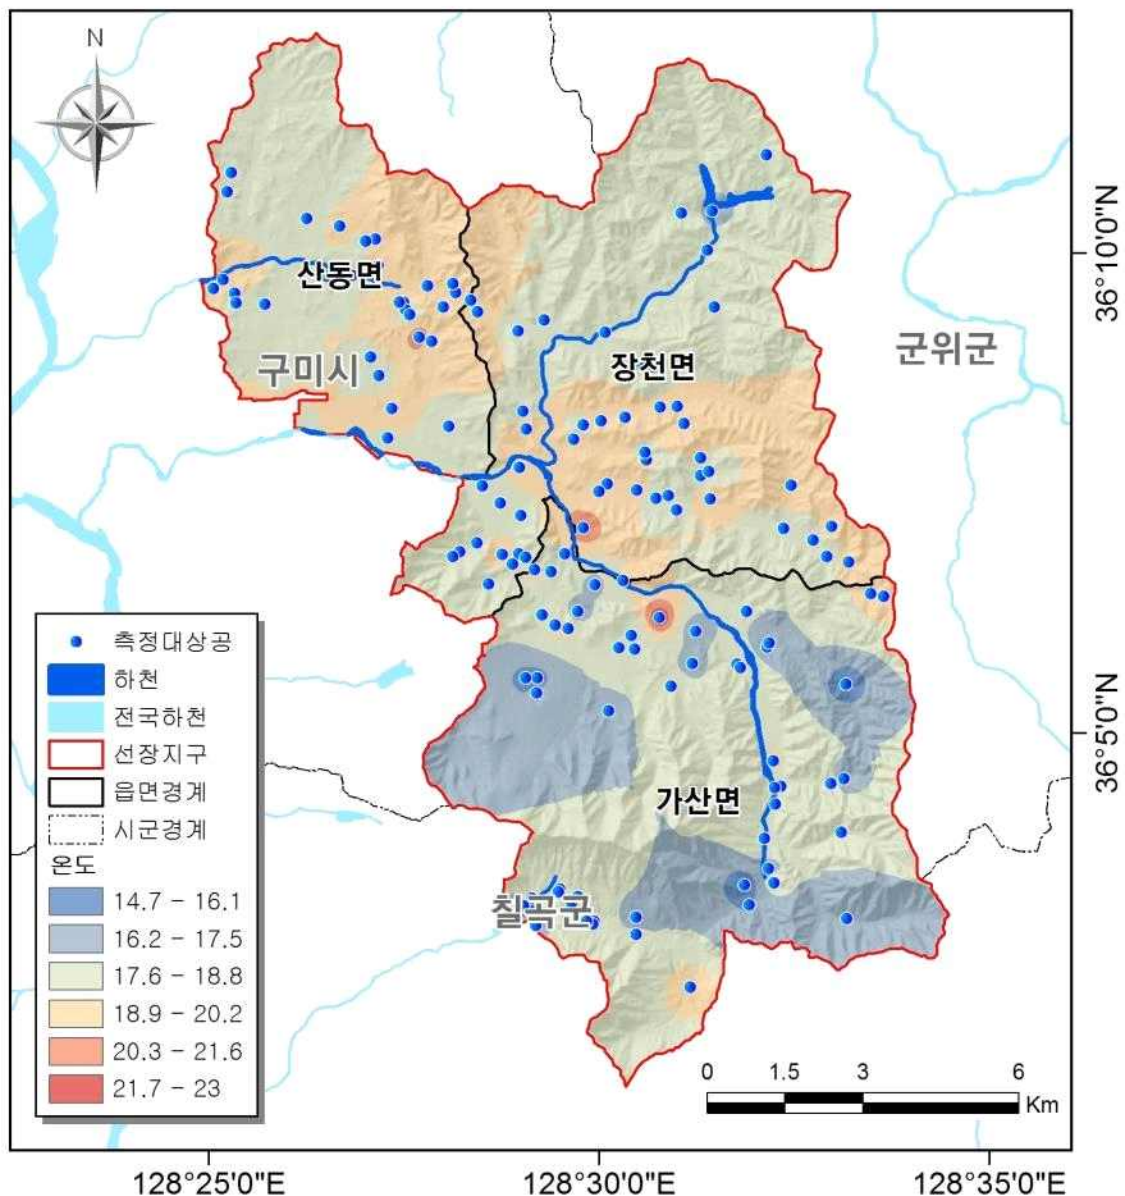 N
산동면
구미시
장천면
군위군
36°10'0"N
측정대상공
하천
전국하천
선장지구
읍면경계
시군경계
온도
14.7 - 16.1
16.2 - 17.5
17.6 - 18.8
18.9 - 20.2
20.3 - 21.6
21.7 - 23
36°5'0"N
가산면
칠곡군
0 1.5 3 6
Km
128°25'0"E 128°30'0"E 128°35'0"E